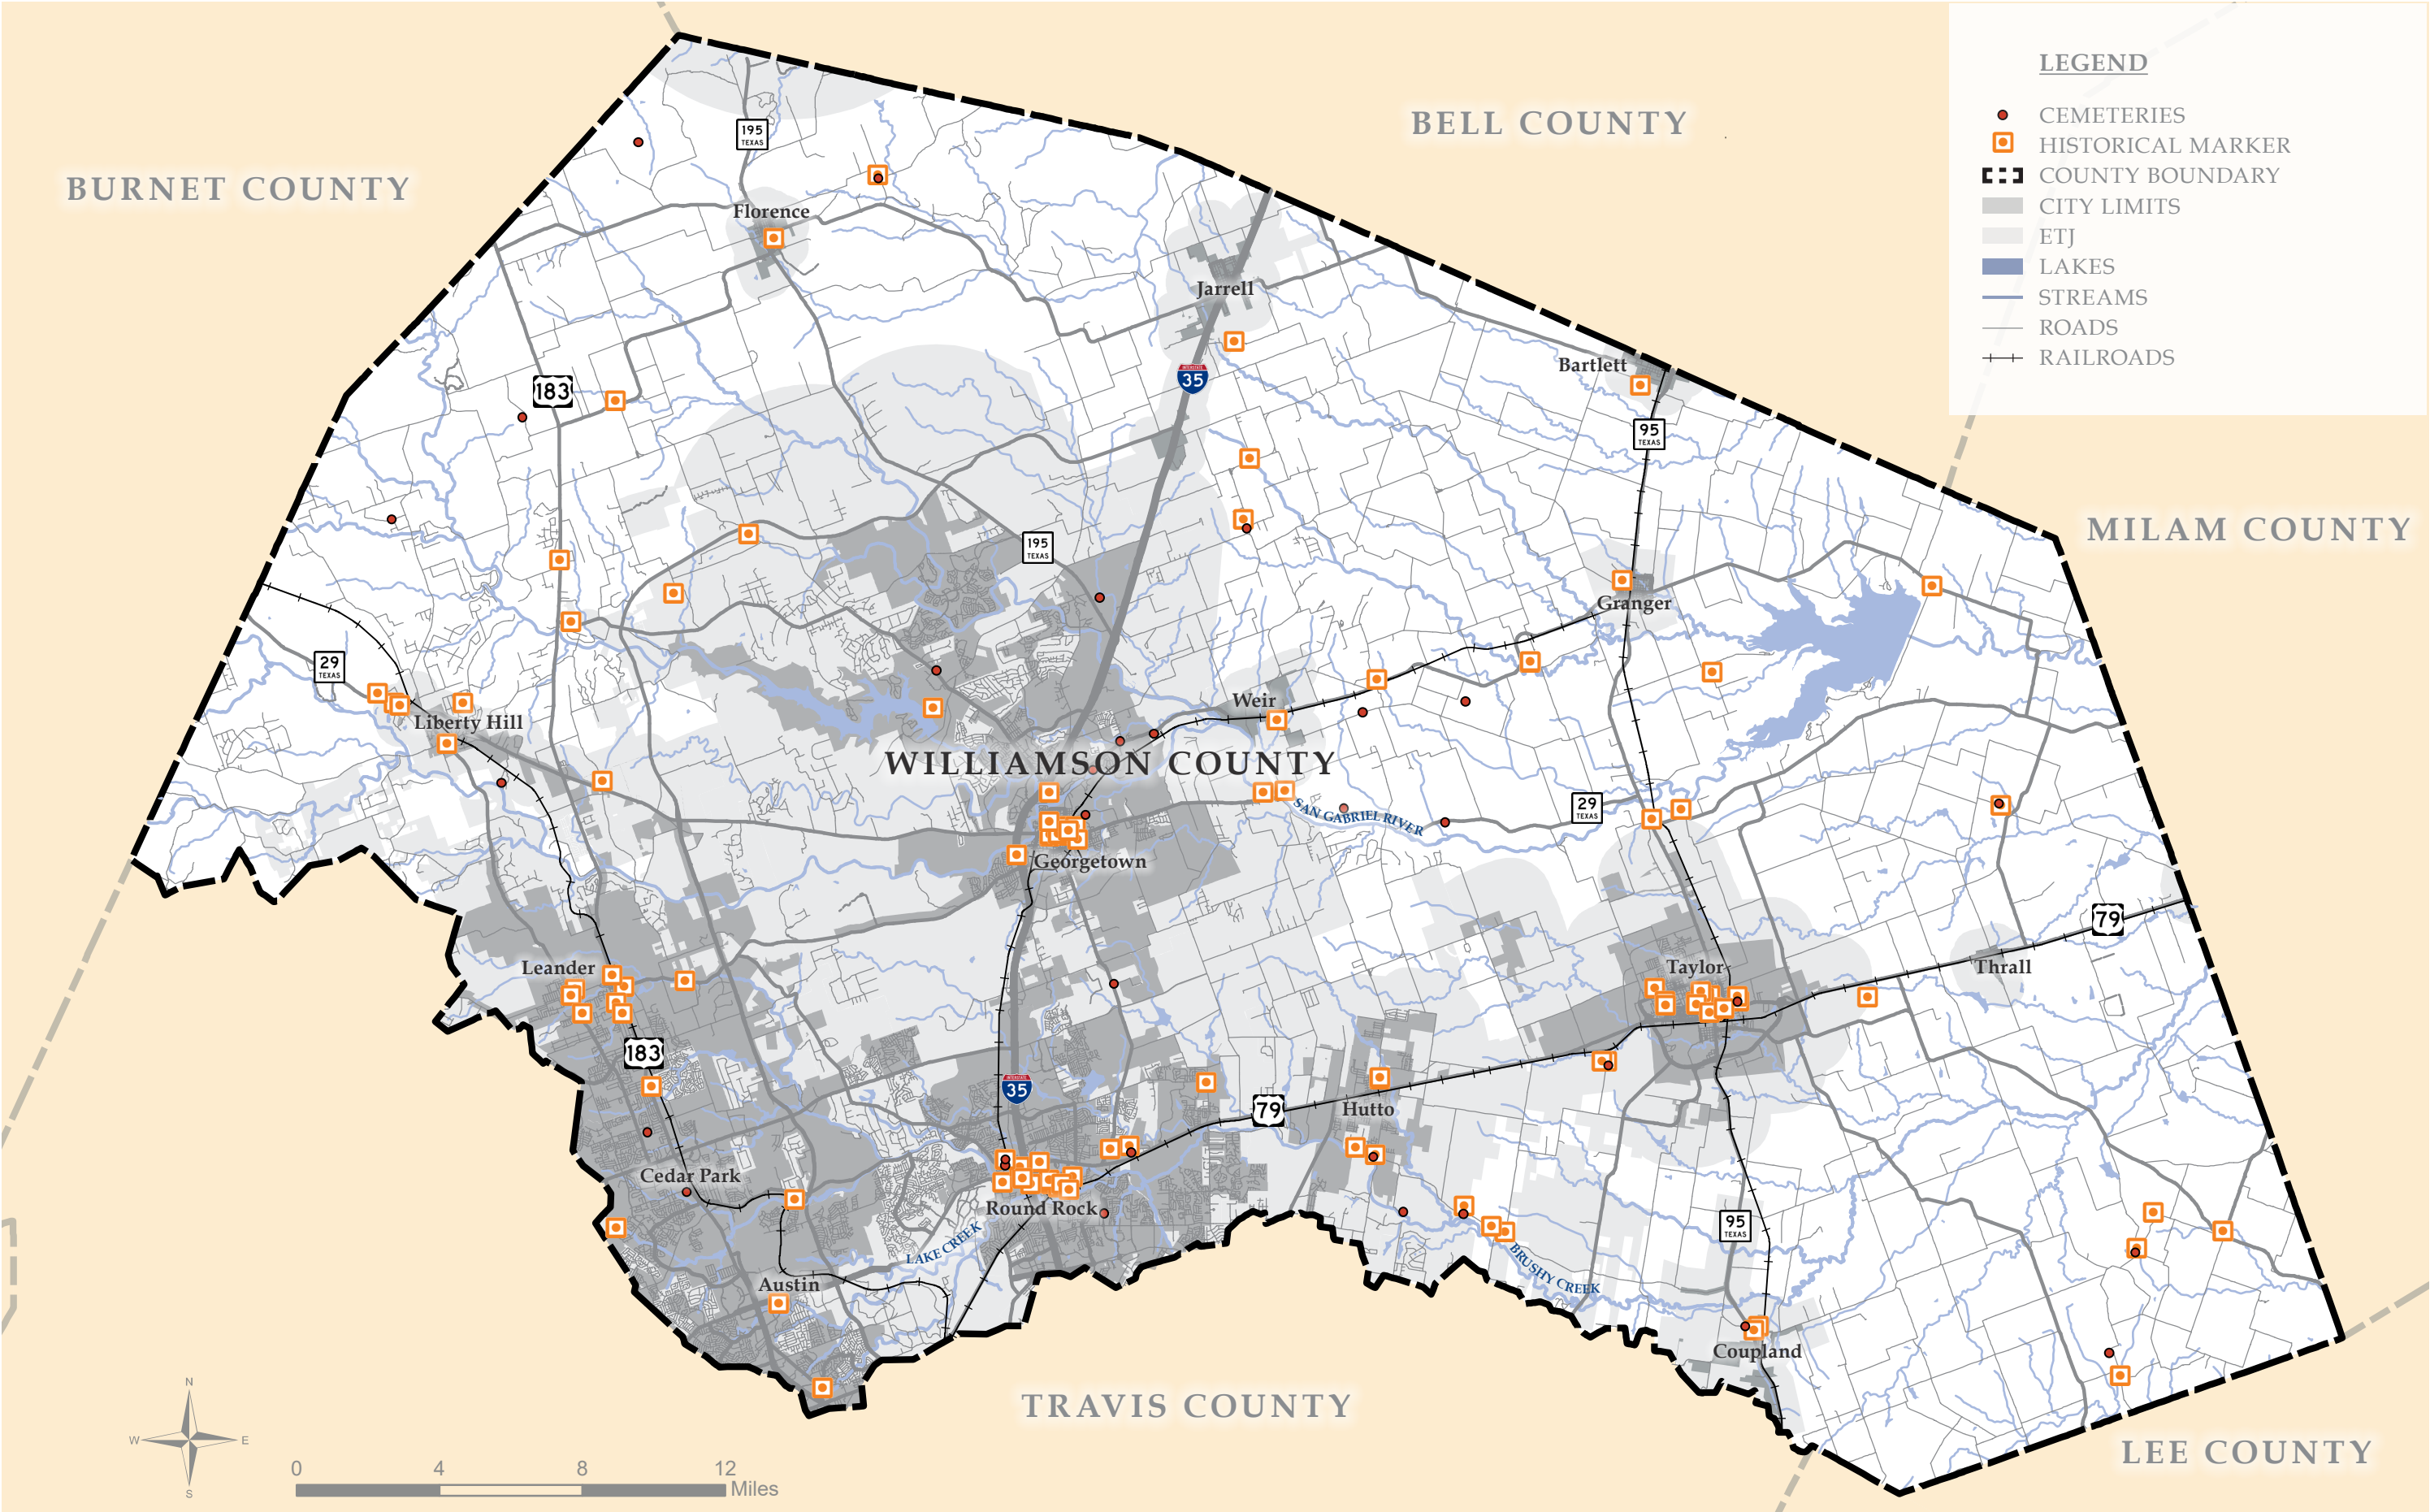 LEGEND
CEMETERIES
HISTORICAL MARKER
COUNTY BOUNDARY
CITY LIMITS
ETJ
LAKES
STREAMS
ROADS
RAILROADS
BELL COUNTY
BURNET COUNTY
195
TEXAS
Florence
Jarrell
INTERSTATE
35
Bartlett
183
95
TEXAS
MILAM COUNTY
195
TEXAS
Granger
29
TEXAS
Weir
Liberty Hill
WILLIAMSON COUNTY
29
TEXAS
SAN GABRIEL RIVER
Georgetown
79
Leander
Taylor
Thrall
183
INTERSTATE
35
79
Hutto
Cedar Park
Round Rock
95
TEXAS
LAKE CREEK
BRUSHY CREEK
Austin
Coupland
TRAVIS COUNTY
LEE COUNTY
N
W E
S
0 4 8 12
Miles